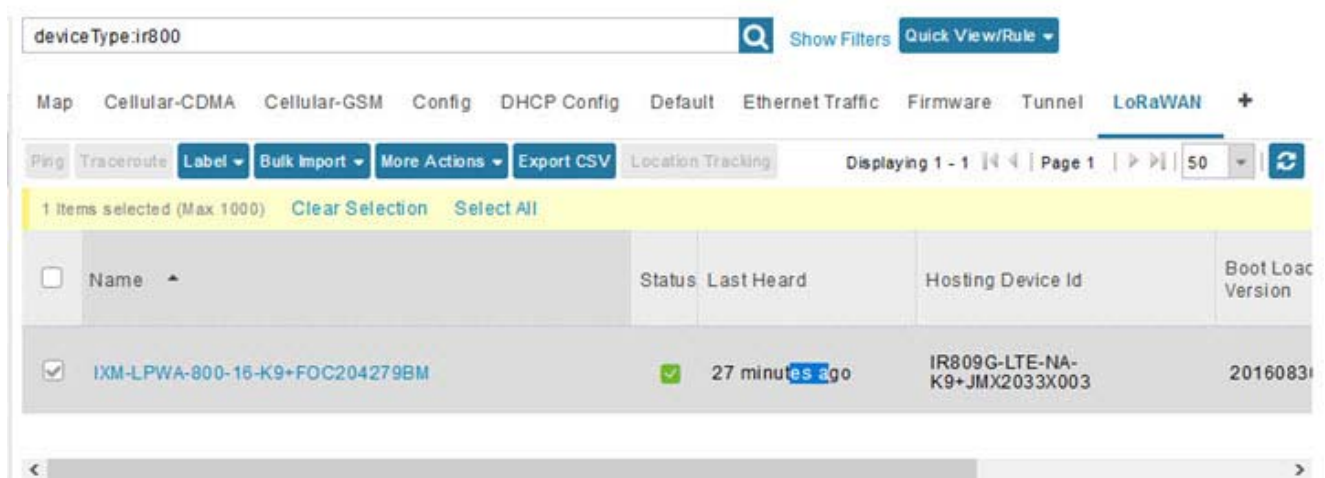 deviceType:ir800 Show Filters Quick View/Rule
Map Cellular-CDMA Cellular-GSM Config DHCP Config Default Ethernet Traffic Firmware Tunnel LoRaWAN +
Ping Traceroute Label Bulk Import More Actions Export CSV Location Tracking Displaying 1 - 1 | Page 1 | | 50 |
1 Items selected (Max 1000) Clear Selection Select All
Name Status Last Heard Hosting Device Id Boot Load
Version
IXM-LPWA-800-16-K9+FOC204279BM 27 minutes ago IR809G-LTE-NA-
K9+JMX2033X003 2016083